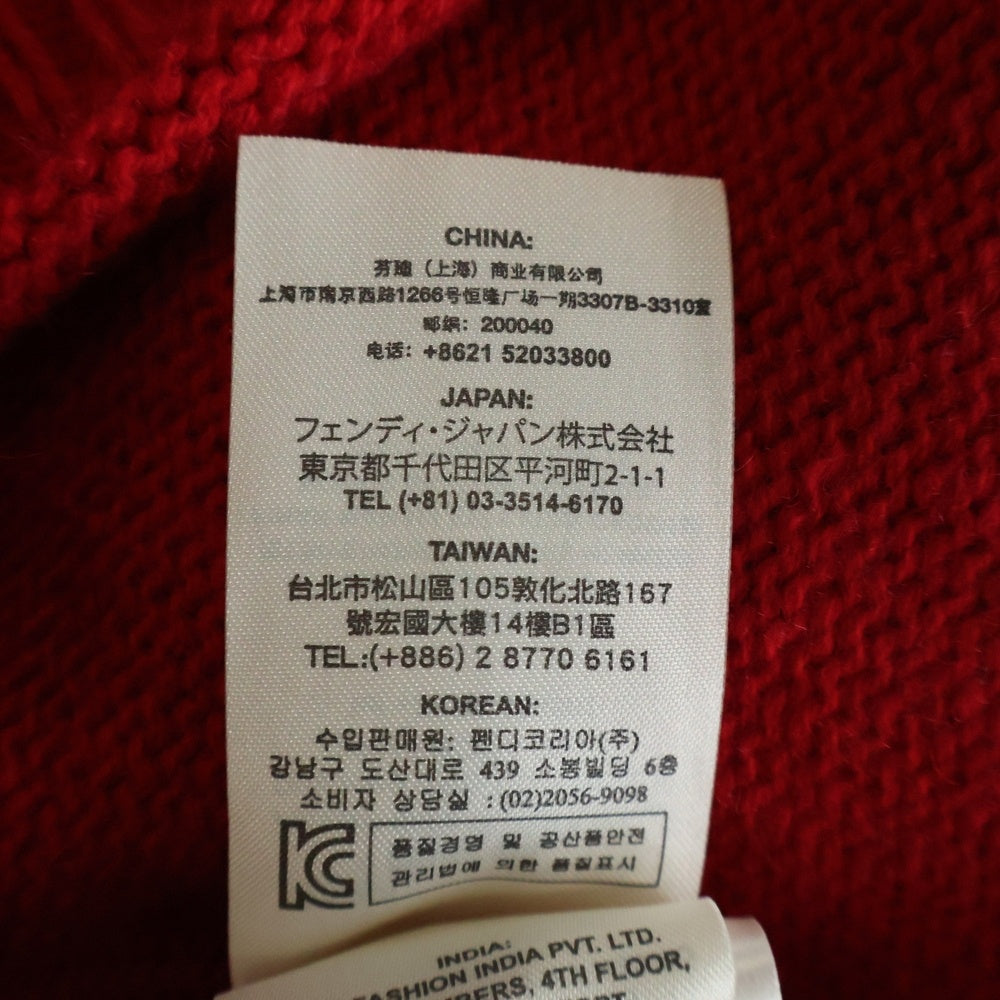 CHINA:
芬迪（上海）商业有限公司
上海市南京西路1266号恒隆广场一期3307B-3310室
邮编：200040
电话：+8621 52033800
JAPAN:
フェンディ・ジャパン株式会社
東京都千代田区平河町2-1-1
TEL (+81) 03-3514-6170
TAIWAN:
台北市松山區105敦化北路167
號宏國大樓14樓B1區
TEL:(+886) 2 8770 6161
KOREAN:
수입판매원: 펜디코리아(주)
강남구 도산대로 439 소봉빌딩 6층
소비자 상담실 :(02)2056-9098
품질경영 및 공산품안전
관리법에 의한 품질표시
INDIA:
FASHION INDIA PVT. LTD.
4TH FLOOR,